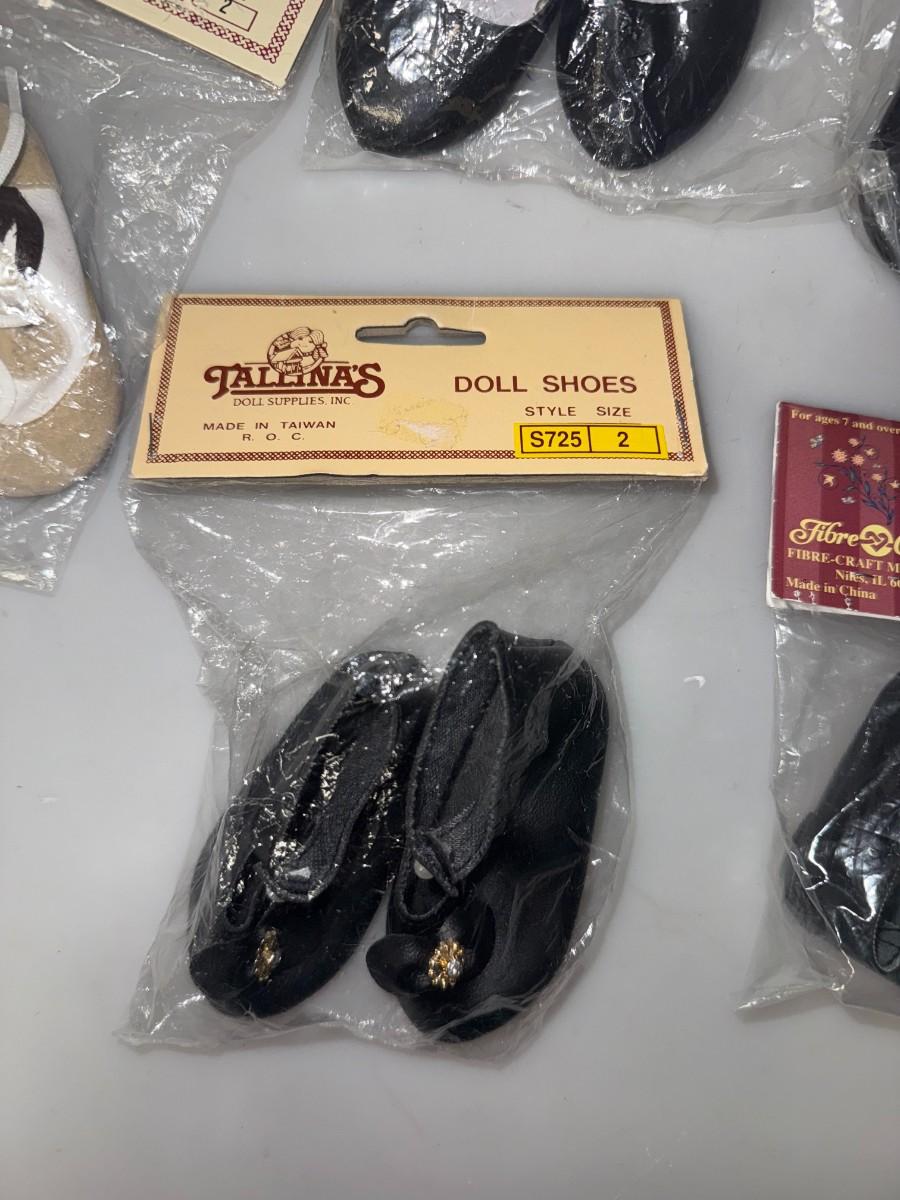 2
TALLINA'S
DOLL SUPPLIES, INC
MADE IN TAIWAN
R. O. C.
DOLL SHOES
STYLE SIZE
S725 2
For ages 7 and over
Fibre
FIBRE-CRAFT
Niles, IL
Made in China